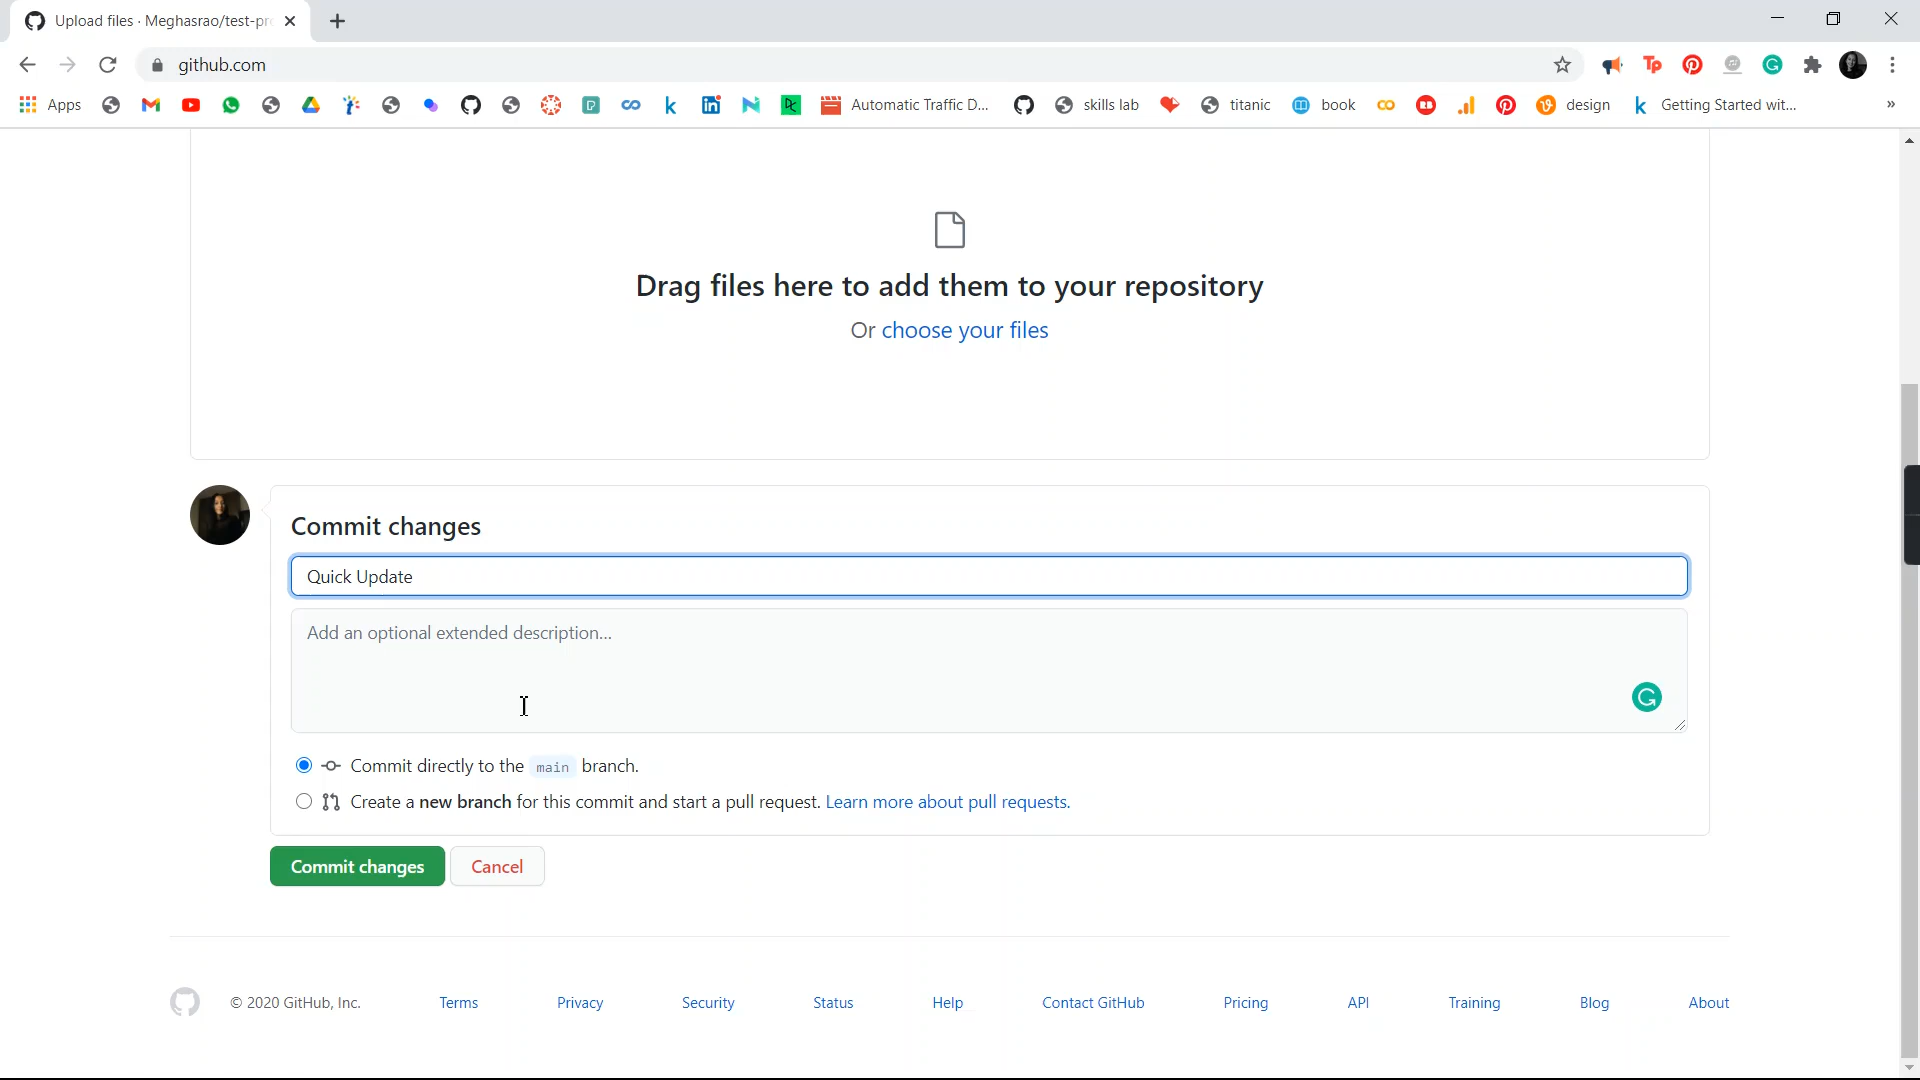 Upload files · Meghasrao/test-pr
github.com
Apps
Automatic Traffic D...
skills lab
titanic
book
design
Getting Started wit...
Drag files here to add them to your repository
Or choose your files
Commit changes
Quick Update
Add an optional extended description...
Commit directly to the main branch.
Create a new branch for this commit and start a pull request. Learn more about pull requests.
Commit changes
Cancel
© 2020 GitHub, Inc.
Terms
Privacy
Security
Status
Help
Contact GitHub
Pricing
API
Training
Blog
About